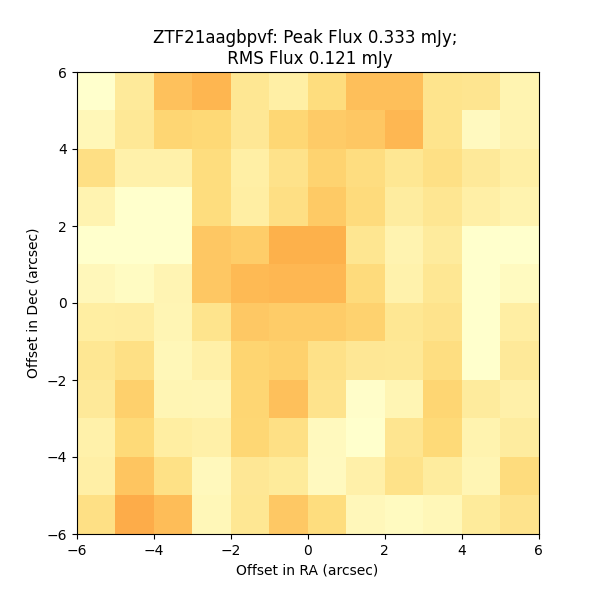 ZTF21aagbpvf: Peak Flux 0.333 mJy;
RMS Flux 0.121 mJy
6
4
2
0
−2
−4
−6
Offset in Dec (arcsec)
−6 −4 −2 0 2 4 6
Offset in RA (arcsec)